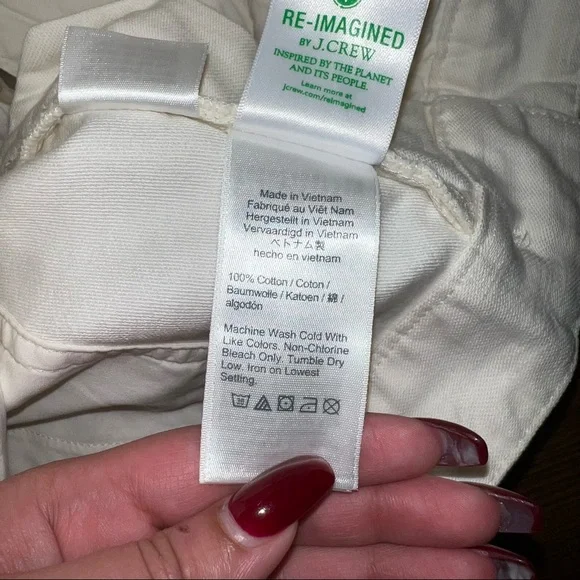 RE-IMAGINED
BY J.CREW
INSPIRED BY THE PLANET
AND ITS PEOPLE.
Learn more at
jcrew.com/reimagined
Made in Vietnam
Fabriqué au Viêt Nam
Hergestellt in Vietnam
Vervaardigd in Vietnam
ベトナム製
hecho en vietnam
100% Cotton / Coton /
Baumwolle / Katoen / 綿 /
algodón
Machine Wash Cold With
Like Colors. Non-Chlorine
Bleach Only. Tumble Dry
Low. Iron on Lowest
Setting.